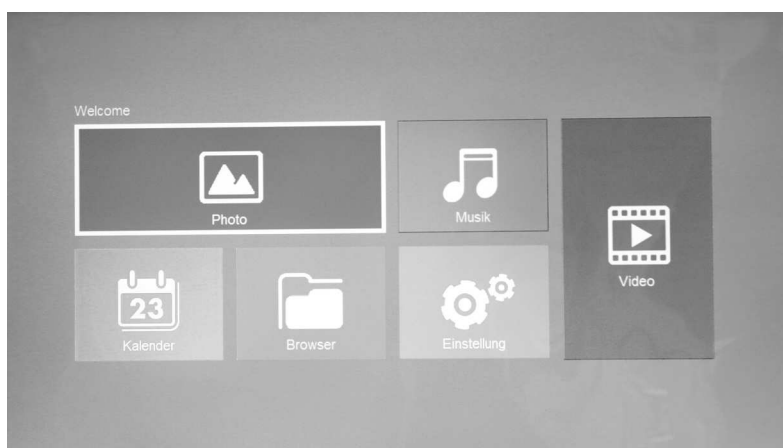 Welcome
Photo
Musik
Video
23
Kalender
Browser
Einstellung